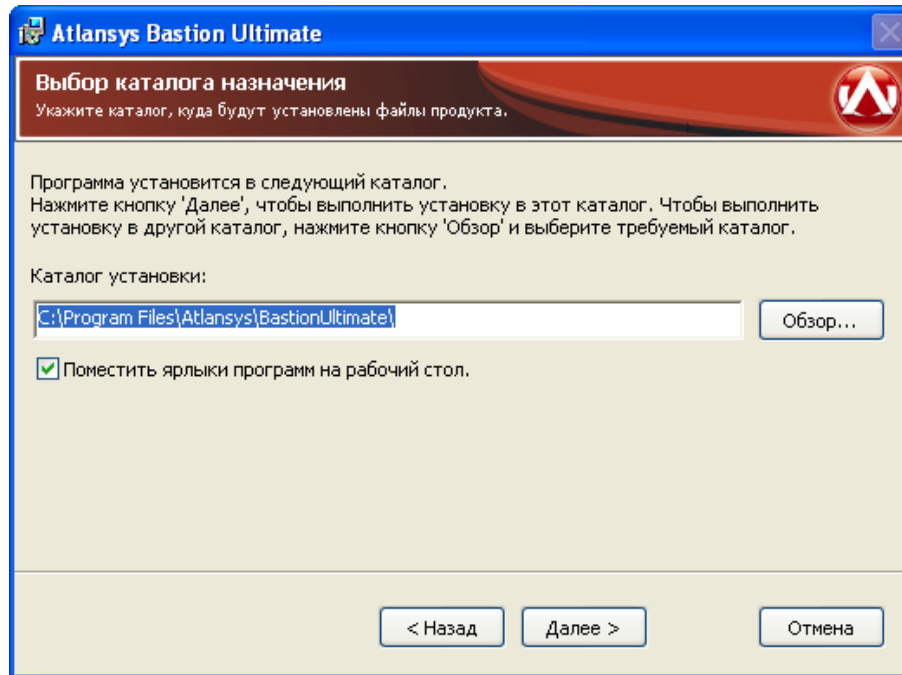 Atlansys Bastion Ultimate
Выбор каталога назначения
Укажите каталог, куда будут установлены файлы продукта.
Программа установится в следующий каталог.
Нажмите кнопку 'Далее', чтобы выполнить установку в этот каталог. Чтобы выполнить
установку в другой каталог, нажмите кнопку 'Обзор' и выберите требуемый каталог.
Каталог установки:
C:\Program Files\Atlansys\BastionUltimate\
Обзор...
Поместить ярлыки программ на рабочий стол.
< Назад
Далее >
Отмена